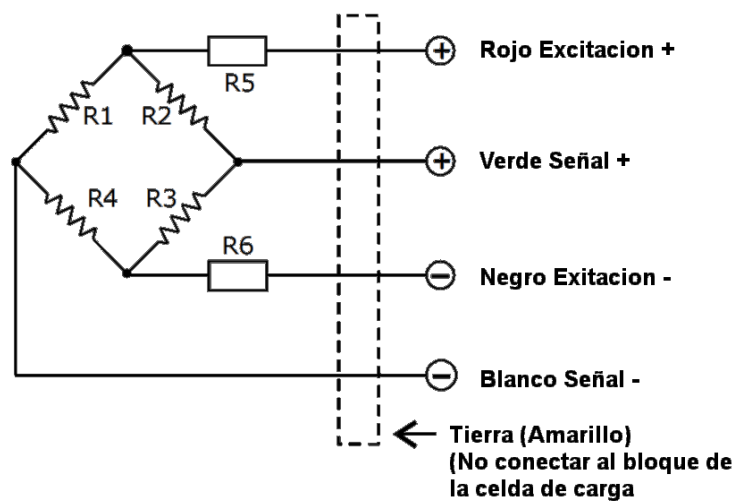 Rojo Excitacion +
R5
R1
R2
Verde Señal +
R4
R3
R6
Negro Exitacion -
Blanco Señal -
Tierra (Amarillo)
(No conectar al bloque de
la celda de carga